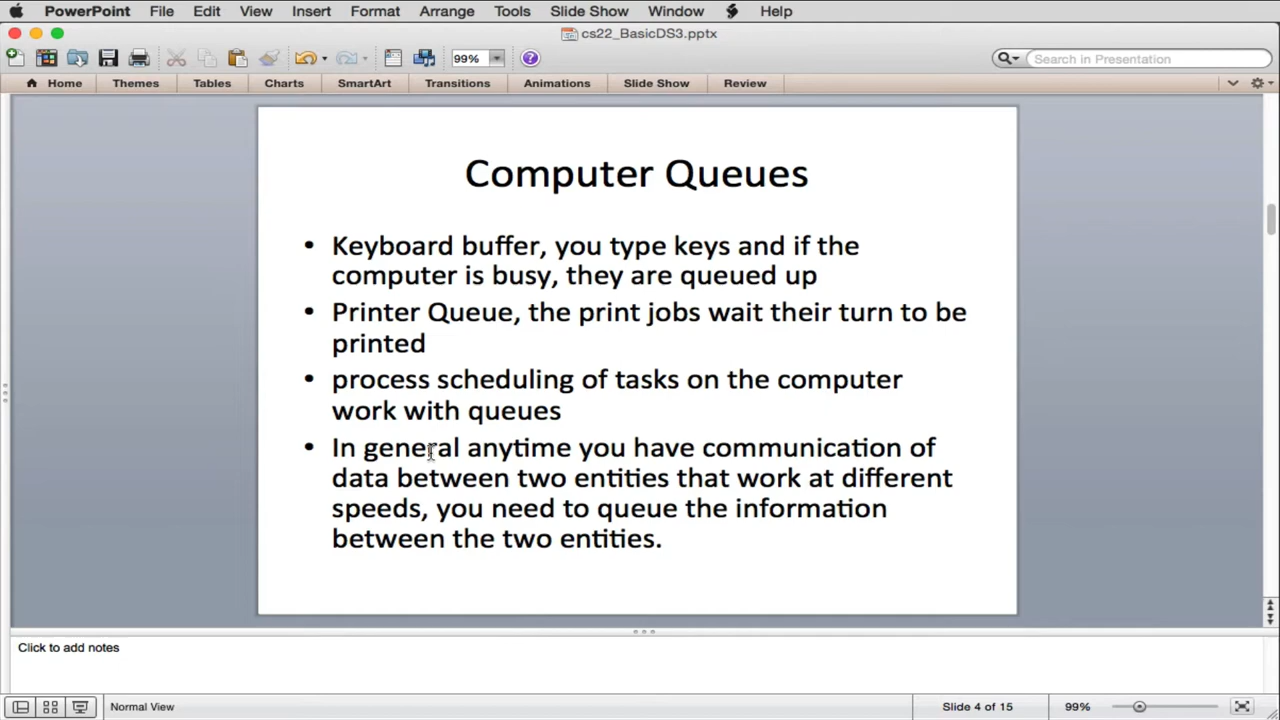 PowerPoint File Edit View Insert Format Arrange Tools Slide Show Window Help
cs22_BasicDS3.pptx
99% Search in Presentation
Home Themes Tables Charts SmartArt Transitions Animations Slide Show Review
Computer Queues
• Keyboard buffer, you type keys and if the
computer is busy, they are queued up
• Printer Queue, the print jobs wait their turn to be
printed
• process scheduling of tasks on the computer
work with queues
• In general anytime you have communication of
data between two entities that work at different
speeds, you need to queue the information
between the two entities.
Click to add notes
Normal View Slide 4 of 15 99%